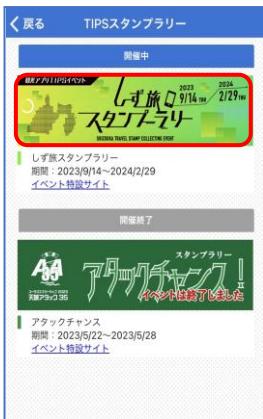 戻る TIPSスタンプラリー
開催中
観光アプリTIPSイベント
しず旅
スタンプラリー
2023 9/14 THU 2024 2/29 THU
SHIZUOKA TRAVEL STAMP COLLECTING EVENT
しず旅スタンプラリー
期間：2023/9/14～2024/2/29
イベント特設サイト
開催終了
スタンプラリー
アタックチャンス！
天城アタック35
イベントは終了しました
アタックチャンス
期間：2023/5/22～2023/5/28
イベント特設サイト